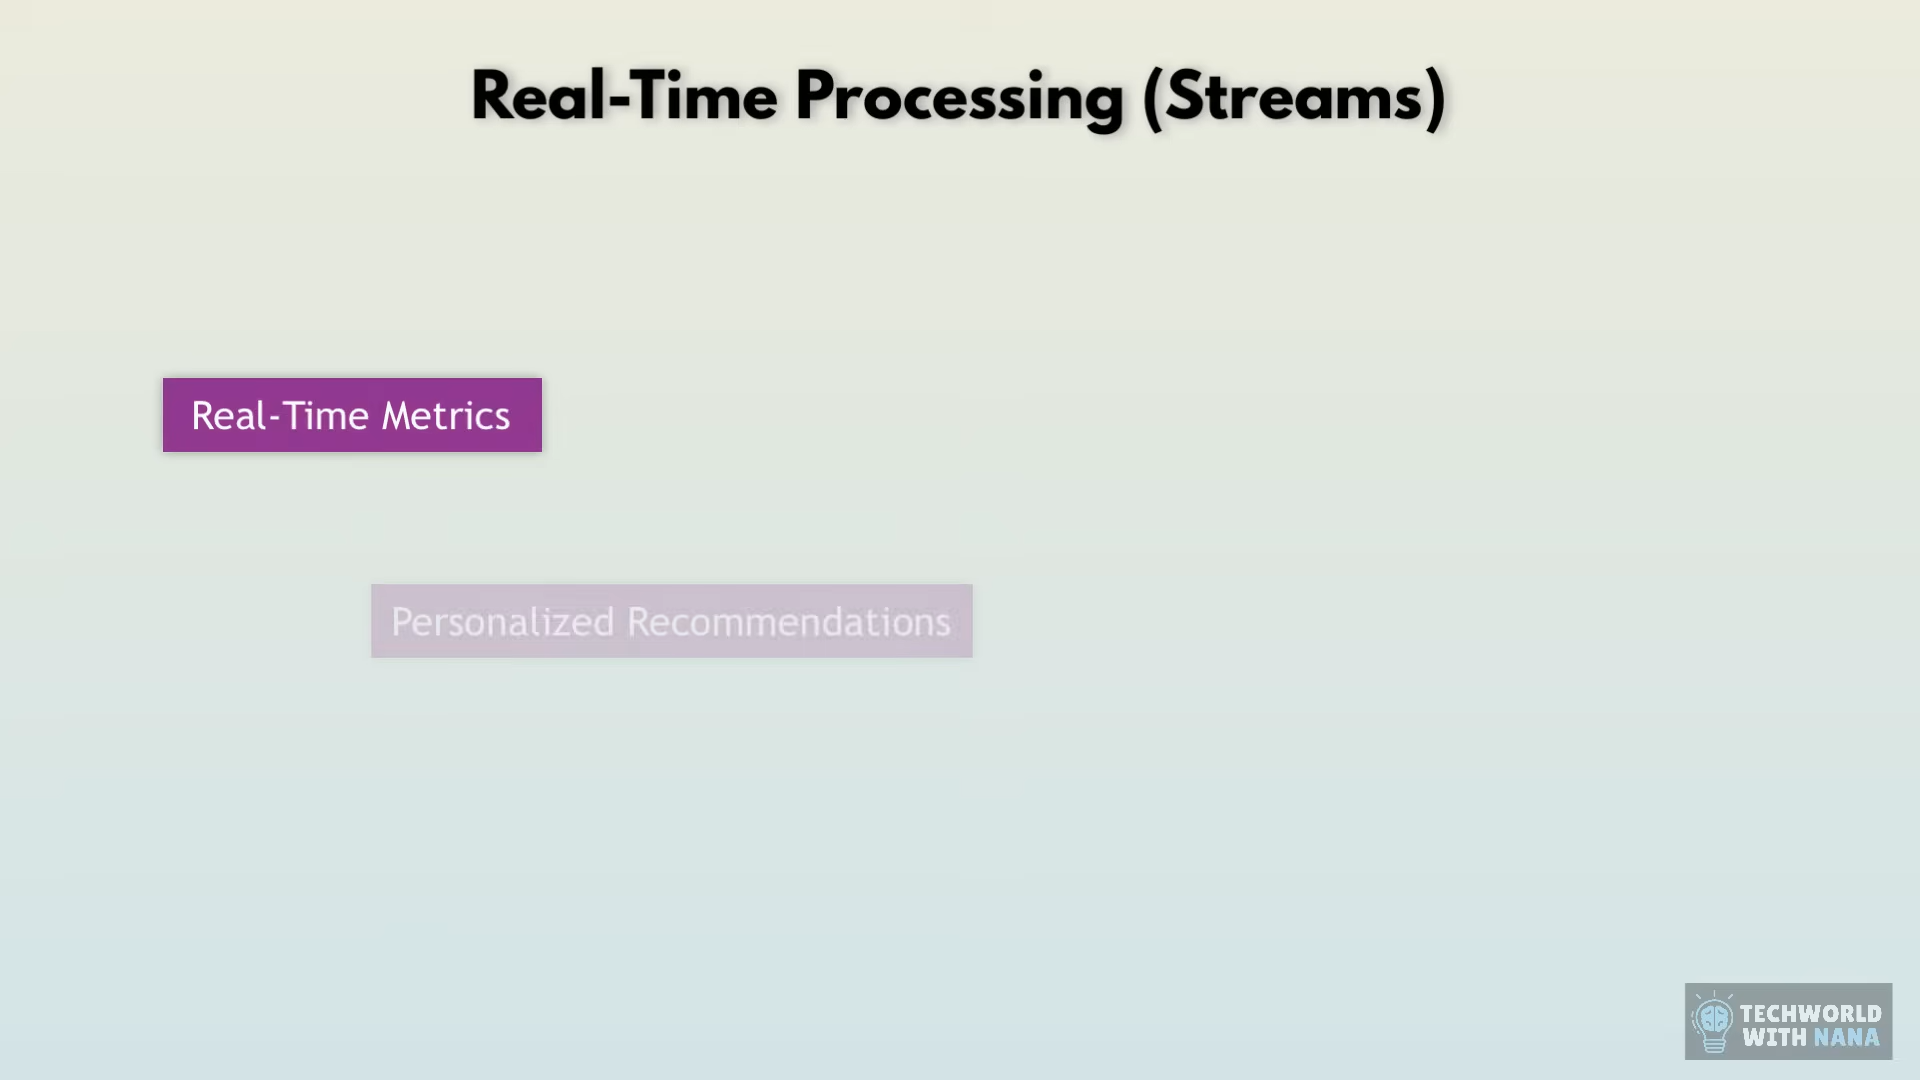 Real-Time Processing (Streams)
Real-Time Metrics
Personalized Recommendations
TECHWORLD
WITH NANA